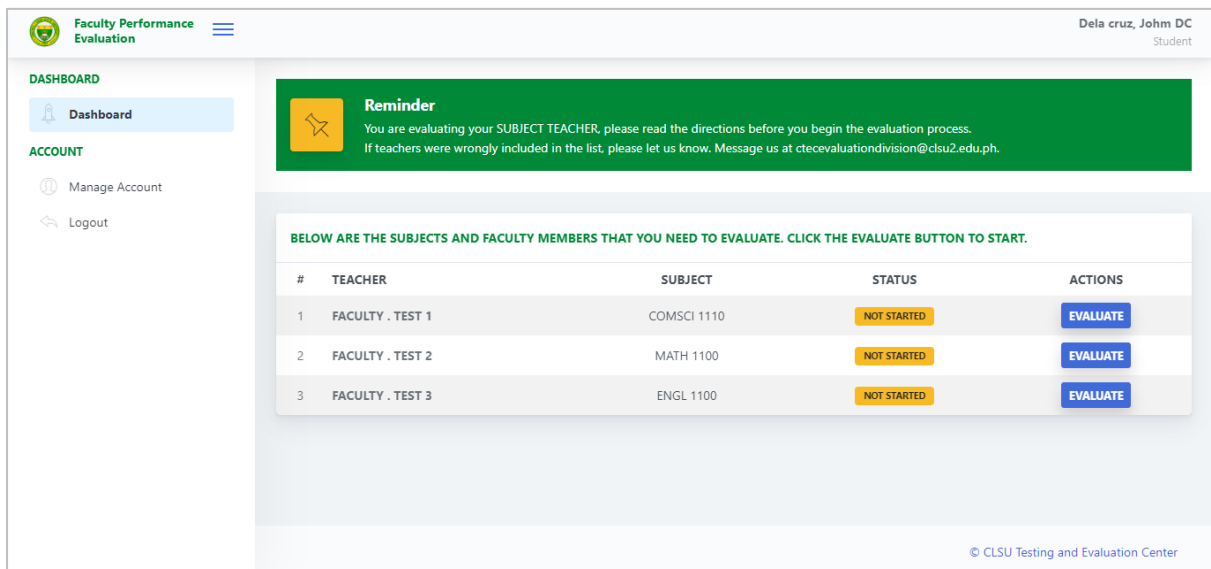 Faculty Performance
Evaluation
Dela cruz, Johm DC
Student
DASHBOARD
Dashboard
ACCOUNT
Manage Account
Logout
Reminder
You are evaluating your SUBJECT TEACHER, please read the directions before you begin the evaluation process.
If teachers were wrongly included in the list, please let us know. Message us at ctecevaluationdivision@clsu2.edu.ph.
BELOW ARE THE SUBJECTS AND FACULTY MEMBERS THAT YOU NEED TO EVALUATE. CLICK THE EVALUATE BUTTON TO START.
# TEACHER SUBJECT STATUS ACTIONS
1 FACULTY . TEST 1 COMSCI 1110 NOT STARTED EVALUATE
2 FACULTY . TEST 2 MATH 1100 NOT STARTED EVALUATE
3 FACULTY . TEST 3 ENGL 1100 NOT STARTED EVALUATE
© CLSU Testing and Evaluation Center